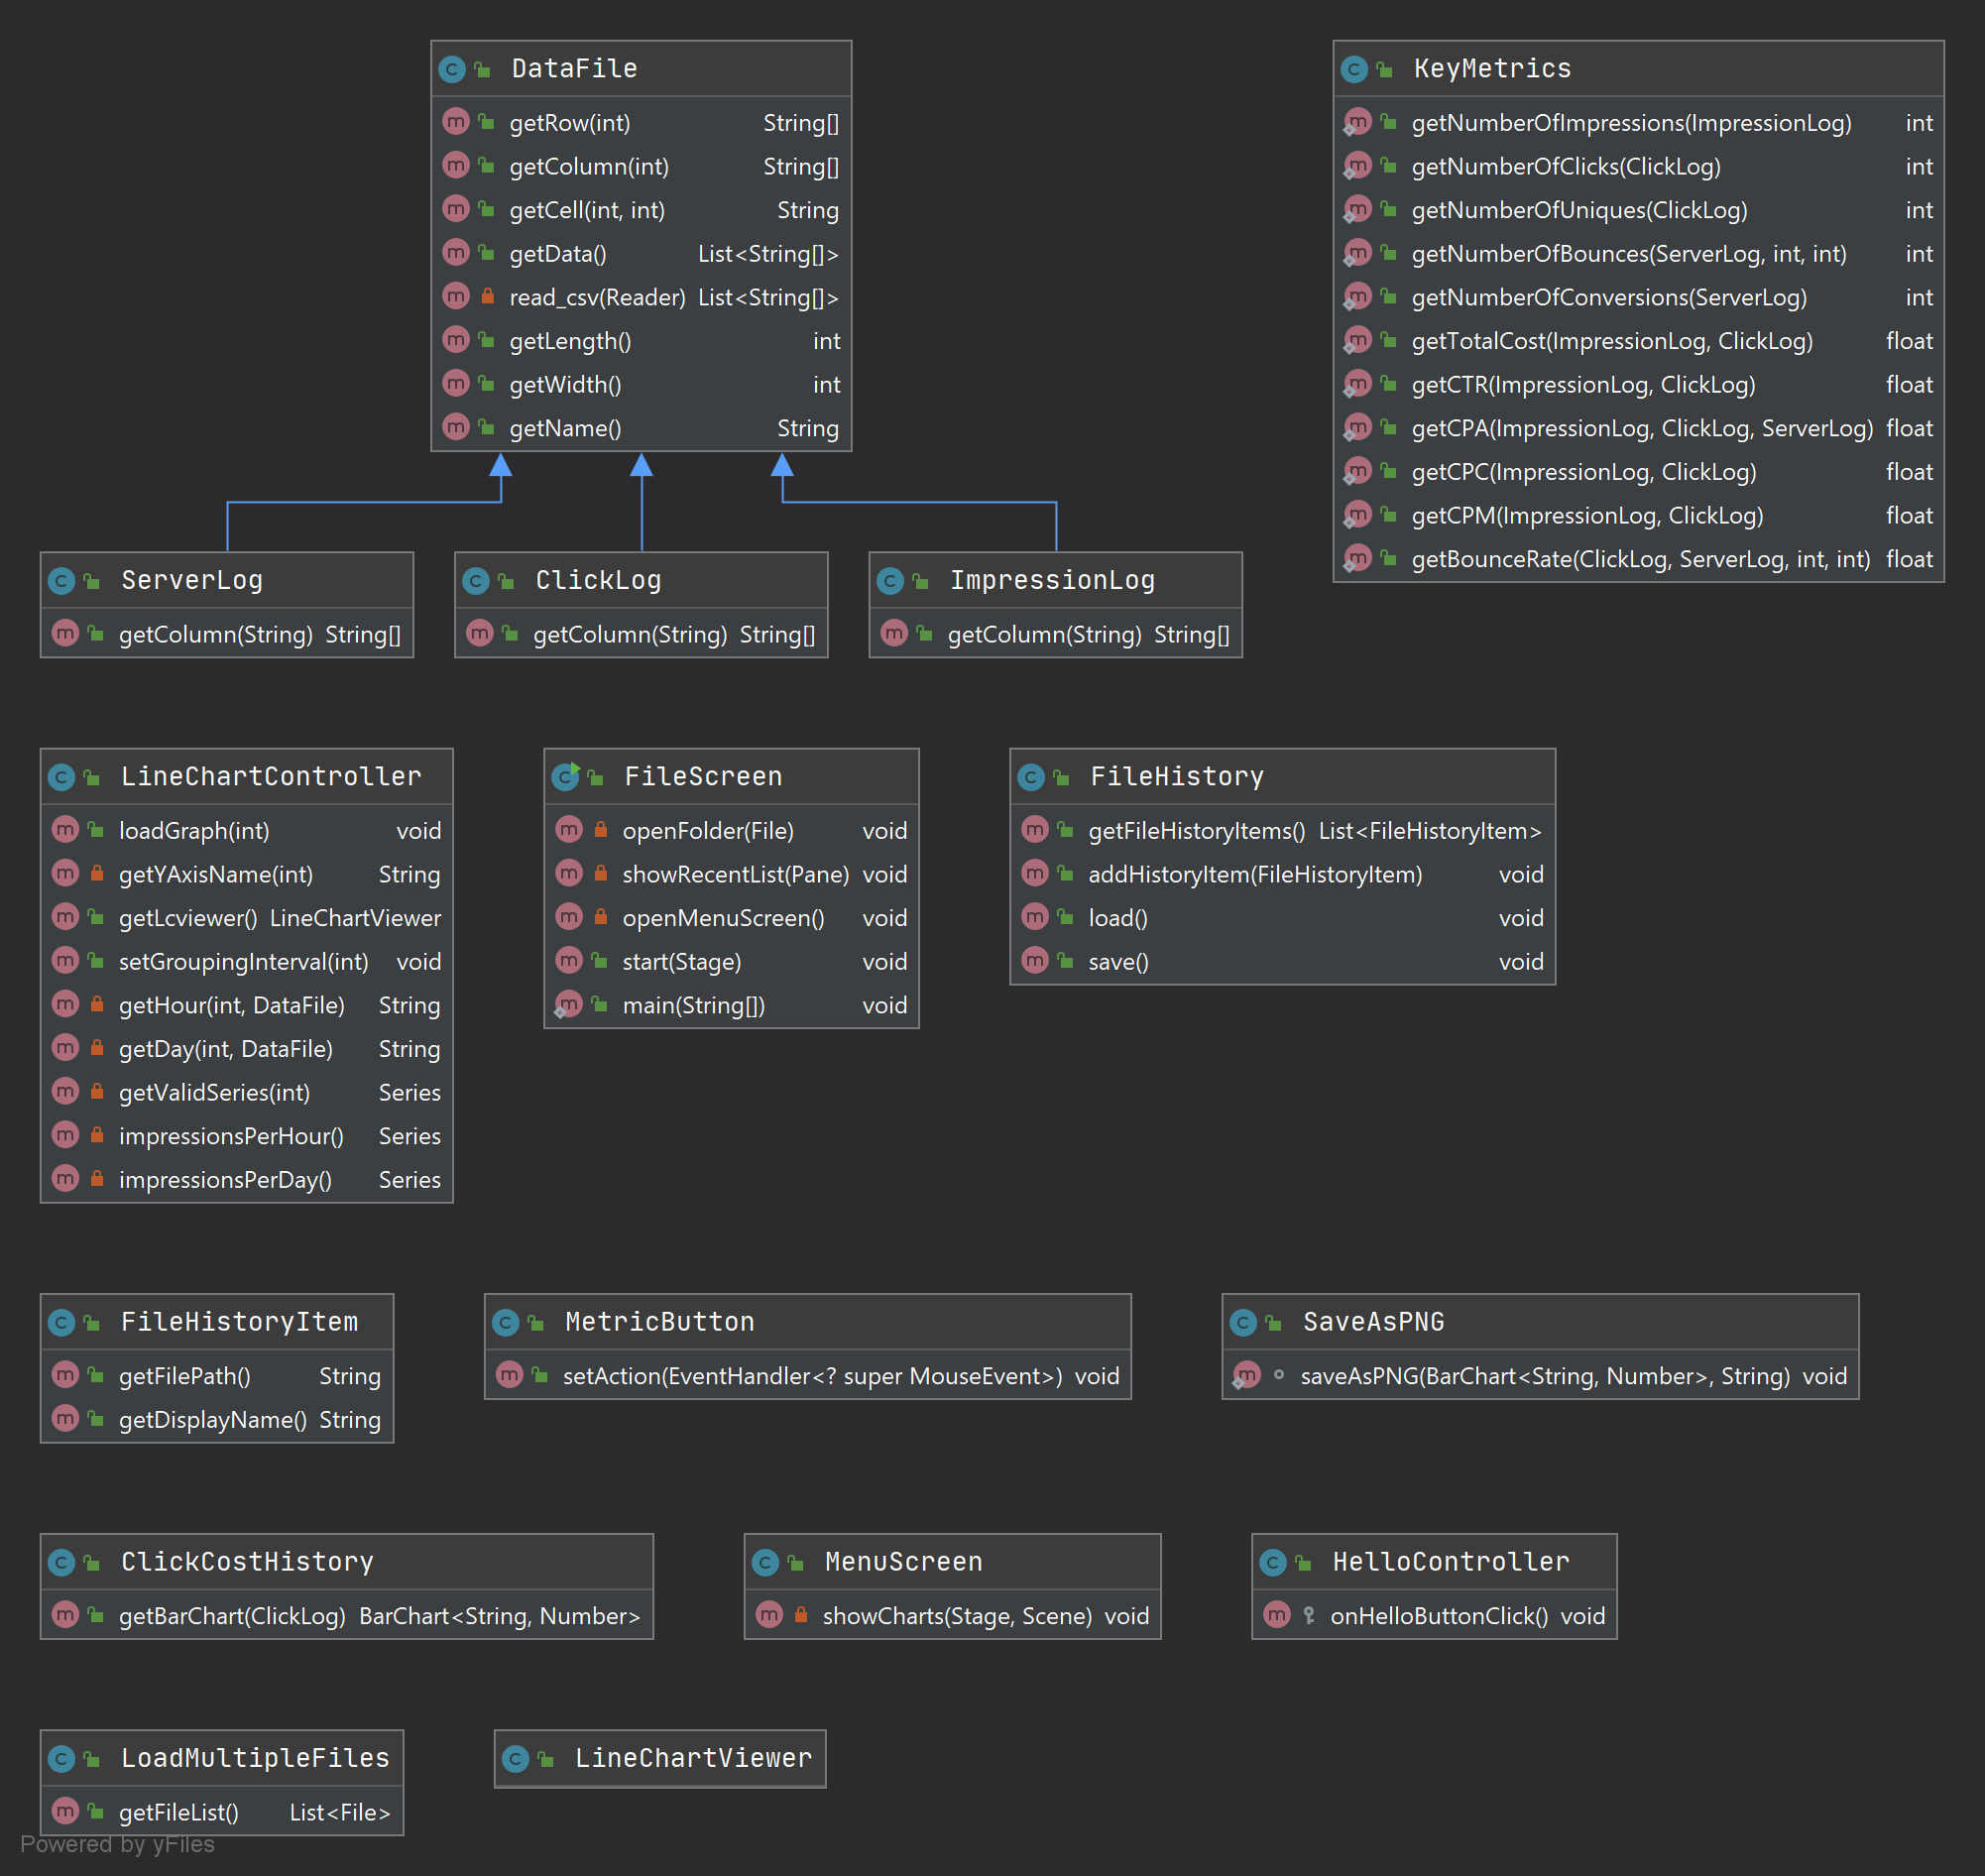 DataFile
getRow(int) String[]
getColumn(int) String[]
getCell(int, int) String
getData() List<String[]>
read_csv(Reader) List<String[]>
getLength() int
getWidth() int
getName() String
KeyMetrics
getNumberOfImpressions(ImpressionLog) int
getNumberOfClicks(ClickLog) int
getNumberOfUniques(ClickLog) int
getNumberOfBounces(ServerLog, int, int) int
getNumberOfConversions(ServerLog) int
getTotalCost(ImpressionLog, ClickLog) float
getCTR(ImpressionLog, ClickLog) float
getCPA(ImpressionLog, ClickLog, ServerLog) float
getCPC(ImpressionLog, ClickLog) float
getCPM(ImpressionLog, ClickLog) float
getBounceRate(ClickLog, ServerLog, int, int) float
ServerLog
getColumn(String) String[]
ClickLog
getColumn(String) String[]
ImpressionLog
getColumn(String) String[]
LineChartController
loadGraph(int) void
getYAxisName(int) String
getLcviewer() LineChartViewer
setGroupingInterval(int) void
getHour(int, DataFile) String
getDay(int, DataFile) String
getValidSeries(int) Series
impressionsPerHour() Series
impressionsPerDay() Series
FileScreen
openFolder(File) void
showRecentList(Pane) void
openMenuScreen() void
start(Stage) void
main(String[]) void
FileHistory
getFileHistoryItems() List<FileHistoryItem>
addHistoryItem(FileHistoryItem) void
load() void
save() void
FileHistoryItem
getFilePath() String
getDisplayName() String
MetricButton
setAction(EventHandler<? super MouseEvent>) void
SaveAsPNG
saveAsPNG(BarChart<String, Number>, String) void
ClickCostHistory
getBarChart(ClickLog) BarChart<String, Number>
MenuScreen
showCharts(Stage, Scene) void
HelloController
onHelloButtonClick() void
LoadMultipleFiles
getFileList() List<File>
LineChartViewer
Powered by yFiles